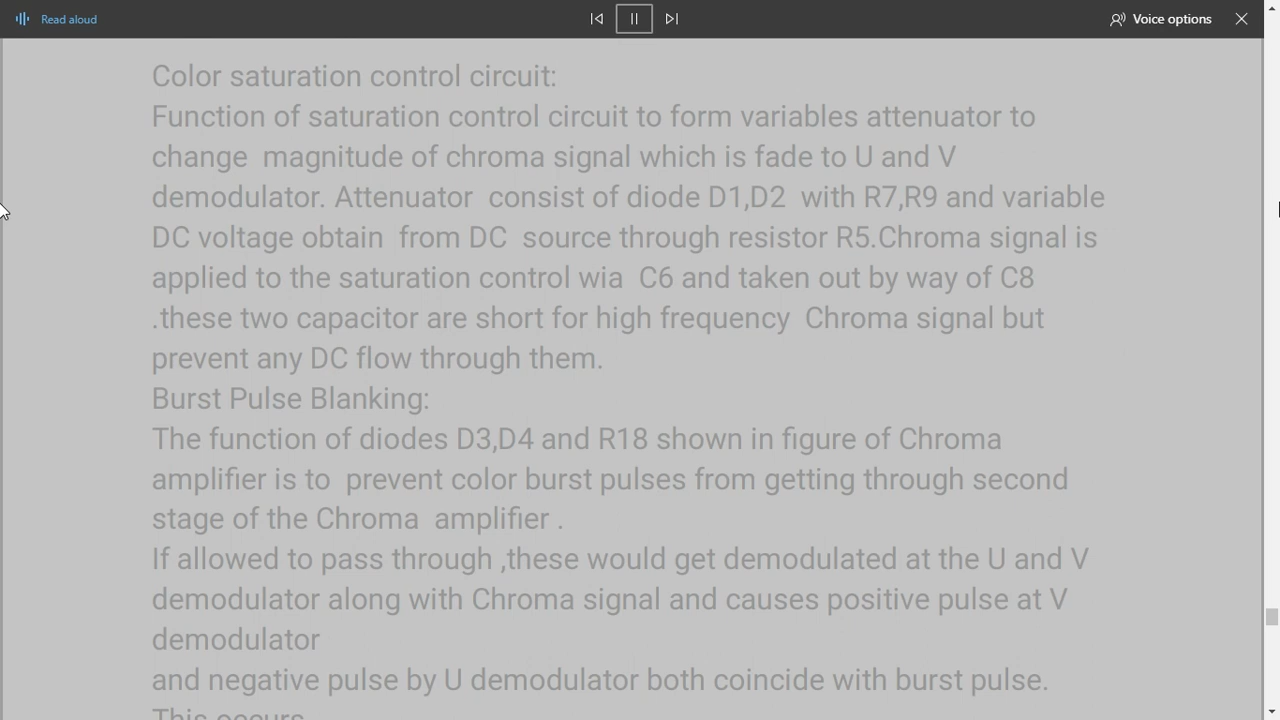 Read aloud
Voice options
Color saturation control circuit:
Function of saturation control circuit to form variables attenuator to
change  magnitude of chroma signal which is fade to U and V
demodulator. Attenuator  consist of diode D1,D2  with R7,R9 and variable
DC voltage obtain  from DC  source through resistor R5.Chroma signal is
applied to the saturation control wia  C6 and taken out by way of C8
.these two capacitor are short for high frequency  Chroma signal but
prevent any DC flow through them.
Burst Pulse Blanking:
The function of diodes D3,D4 and R18 shown in figure of Chroma
amplifier is to  prevent color burst pulses from getting through second
stage of the Chroma  amplifier .
If allowed to pass through ,these would get demodulated at the U and V
demodulator along with Chroma signal and causes positive pulse at V
demodulator
and negative pulse by U demodulator both coincide with burst pulse.
This occurs